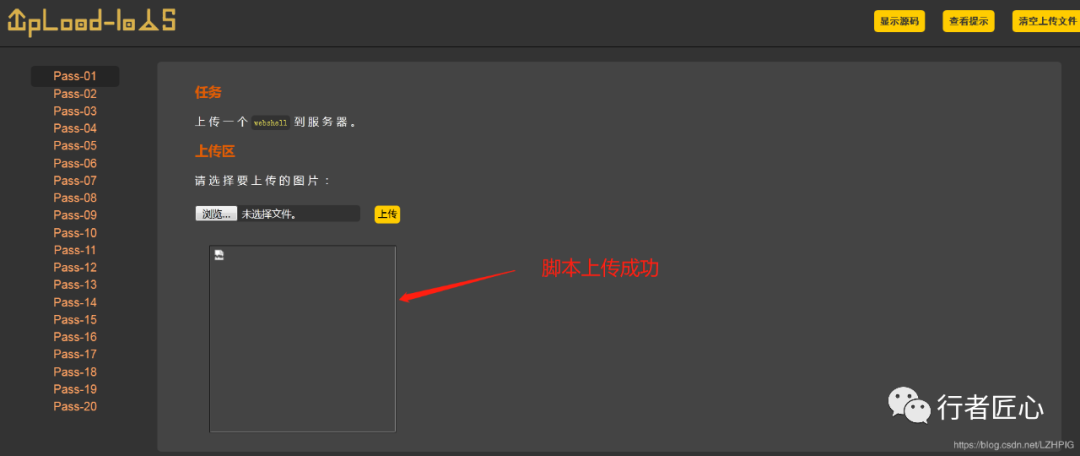 UpLood-labs
显示源码 查看提示 清空上传文件
Pass-01
Pass-02
Pass-03
Pass-04
Pass-05
Pass-06
Pass-07
Pass-08
Pass-09
Pass-10
Pass-11
Pass-12
Pass-13
Pass-14
Pass-15
Pass-16
Pass-17
Pass-18
Pass-19
Pass-20
任务
上传一个 webshell 到服务器。
上传区
请选择要上传的图片：
浏览... 未选择文件。 上传
脚本上传成功
行者匠心
https://blog.csdn.net/LZHPIG